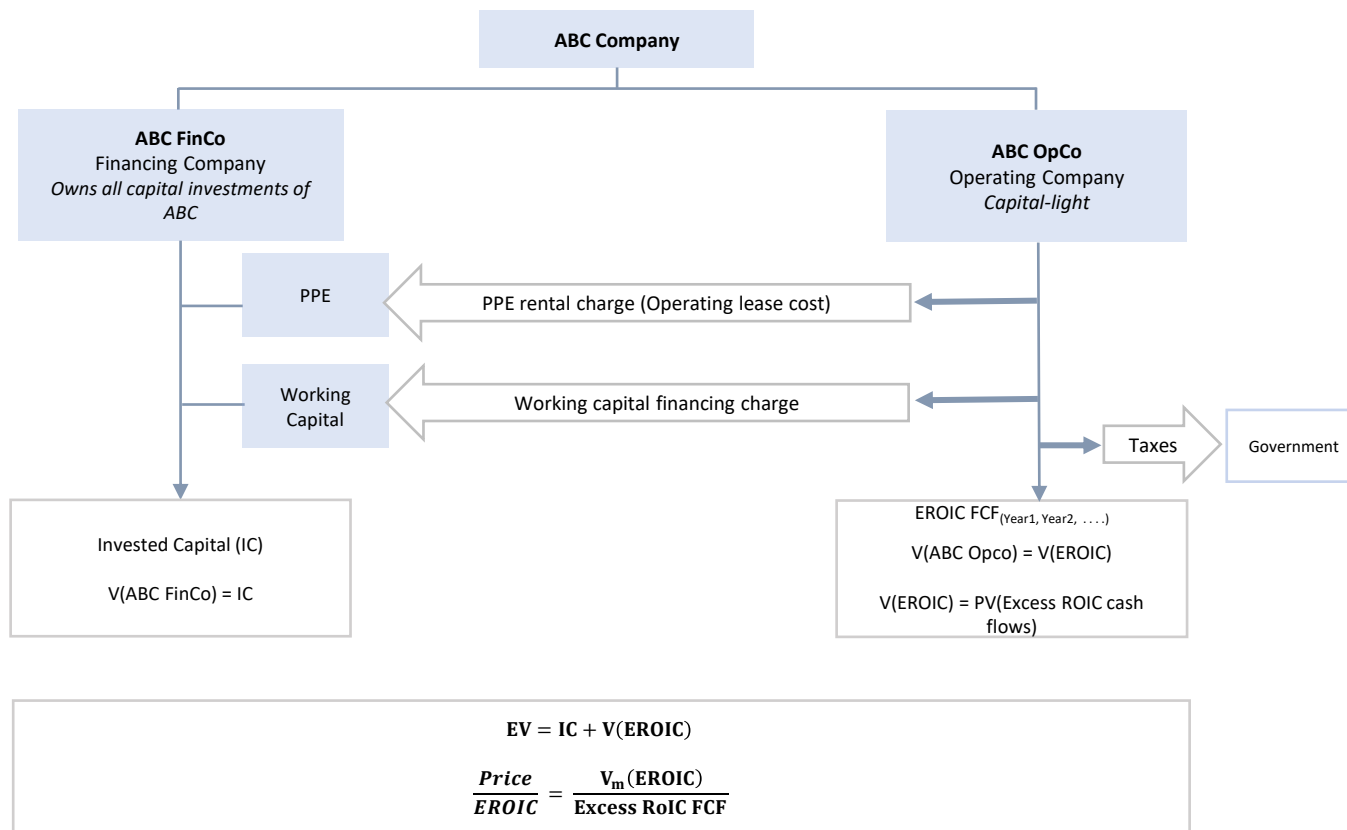 ABC Company
ABC FinCo
Financing Company
Owns all capital investments of
ABC
ABC OpCo
Operating Company
Capital-light
PPE
PPE rental charge (Operating lease cost)
Working
Capital
Working capital financing charge
Taxes
Government
Invested Capital (IC)
V(ABC FinCo) = IC
EROIC FCF(Year1, Year2, ....)
V(ABC Opco) = V(EROIC)
V(EROIC) = PV(Excess ROIC cash
flows)
EV = IC + V(EROIC)
Price / EROIC = Vm(EROIC) / Excess RoIC FCF